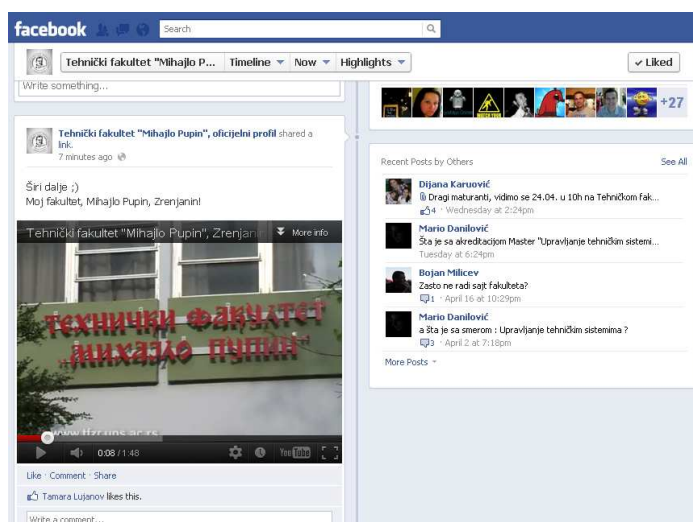 facebook
Search
Tehnički fakultet "Mihajlo P... Timeline Now Highlights Liked
Write something...
+27
Tehnički fakultet "Mihajlo Pupin", oficijelni profil shared a
link.
7 minutes ago
Širi dalje ;)
Moj fakultet, Mihajlo Pupin, Zrenjanin!
Tehnički fakultet "Mihajlo Pupin", Zrenjanin More info
ТЕХНИЧКИ ФАКУЛТЕТ
„МИХАЈЛО ПУПИН"
www.tfzr.uns.ac.rs
0:08 / 1:48 YouTube
Like · Comment · Share
Tamara Lujanov likes this.
Write a comment...
Recent Posts by Others See All
Dijana Karuović
Dragi maturanti, vidimo se 24.04. u 10h na Tehničkom fak...
4 · Wednesday at 2:24pm
Mario Danilović
Šta je sa akreditacijom Master "Upravljanje tehničkim sistemi...
Tuesday at 6:24pm
Bojan Milicev
Zasto ne radi sajt fakulteta?
1 · April 16 at 10:29pm
Mario Danilović
a šta je sa smerom : Upravljanje tehničkim sistemima ?
3 · April 2 at 7:18pm
More Posts